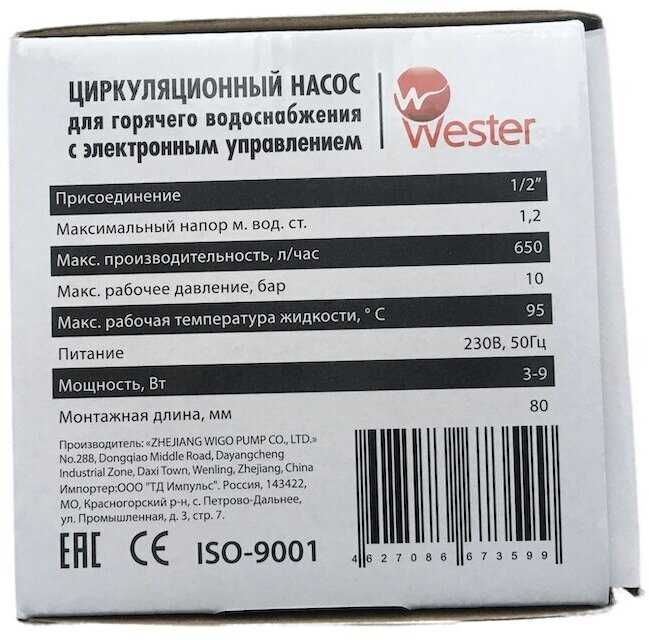 ЦИРКУЛЯЦИОННЫЙ НАСОС
для горячего водоснабжения
с электронным управлением
Wester
Присоединение 1/2”
Максимальный напор м. вод. ст. 1,2
Макс. производительность, л/час 650
Макс. рабочее давление, бар 10
Макс. рабочая температура жидкости, ° С 95
Питание 230В, 50Гц
Мощность, Вт 3-9
Монтажная длина, мм 80
Производитель: «ZHEJIANG WIGO PUMP CO., LTD.»
No.288, Dongqiao Middle Road, Dayangcheng
Industrial Zone, Daxi Town, Wenling, Zhejiang, China
Импортер:ООО "ТД Импульс". Россия, 143422,
МО, Красногорский р-н, с. Петрово-Дальнее,
ул. Промышленная, д. 3, стр. 7.
EAC CE ISO-9001
4 627086 673599